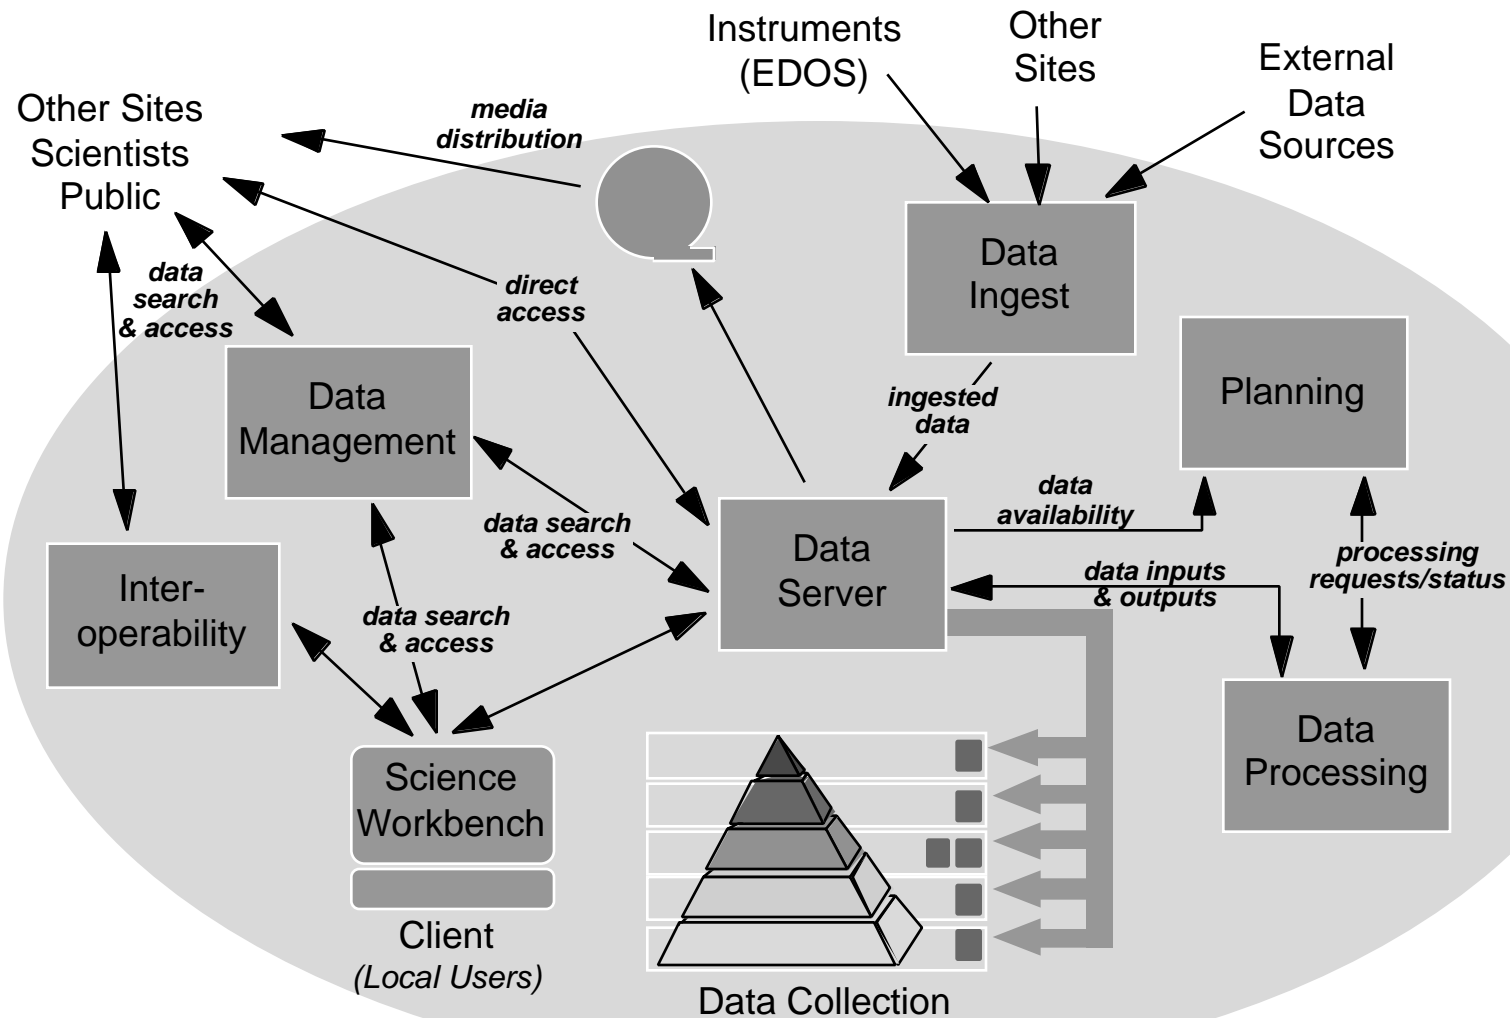 Instruments
(EDOS)
Other
Sites
External
Data
Sources
Other Sites
Scientists
Public
media
distribution
data
search
& access
direct
access
Data
Ingest
Data
Management
ingested
data
Planning
data search
& access
data
availability
Data
Server
data inputs
& outputs
processing
requests/status
Inter-
operability
data search
& access
Data
Processing
Science
Workbench
Client
(Local Users)
Data Collection